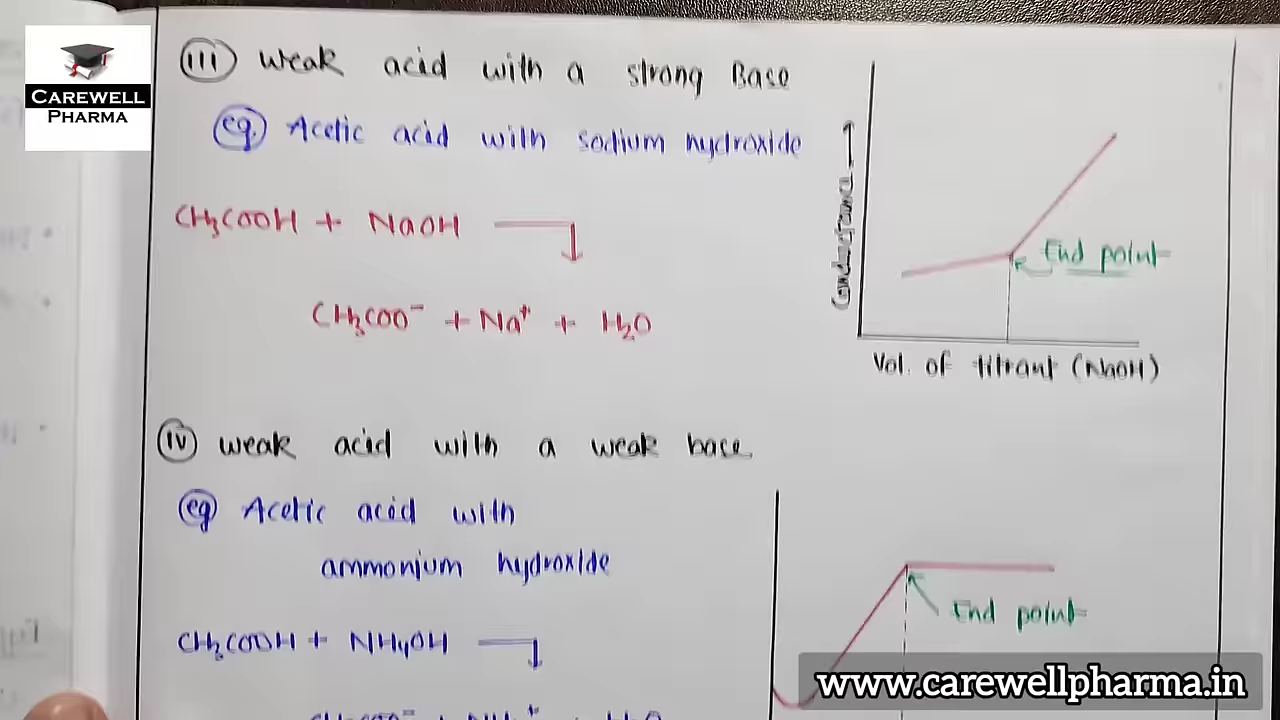 CAREWELL
PHARMA
(iii) Weak acid with a strong Base
eg. Acetic acid with sodium hydroxide
CH3COOH + NaOH
CH3COO⁻ + Na⁺ + H2O
Conductance
End point
Vol. of titrant (NaOH)
(iv) weak acid with a weak base
eg Acetic acid with
ammonium hydroxide
CH3COOH + NH4OH
End point
www.carewellpharma.in